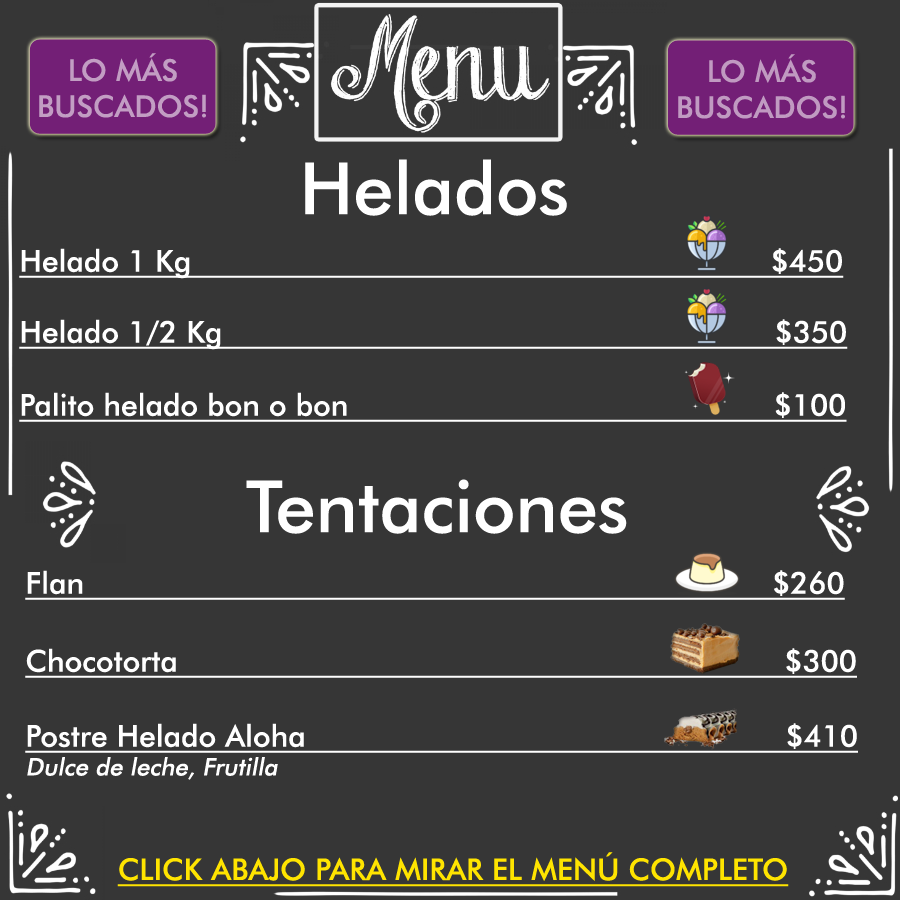 Menu
LO MÁS
BUSCADOS!
LO MÁS
BUSCADOS!
Helados
Helado 1 Kg $450
Helado 1/2 Kg $350
Palito helado bon o bon $100
Tentaciones
Flan $260
Chocotorta $300
Postre Helado Aloha $410
Dulce de leche, Frutilla
CLICK ABAJO PARA MIRAR EL MENÚ COMPLETO